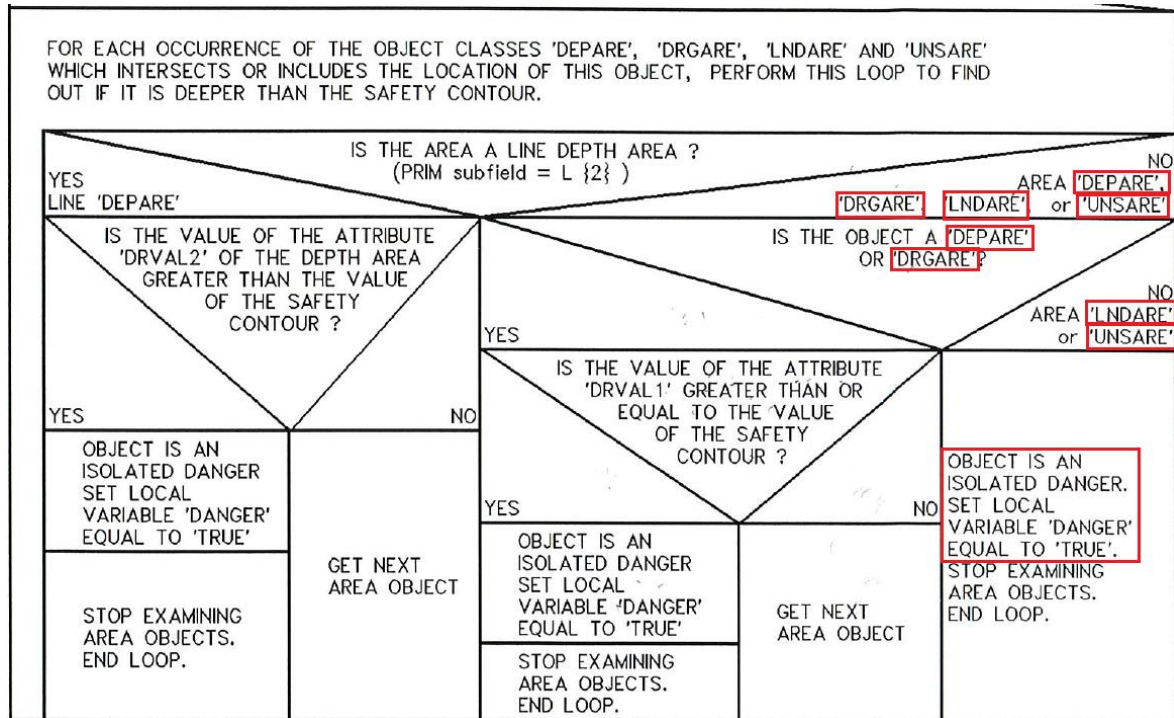 FOR EACH OCCURRENCE OF THE OBJECT CLASSES 'DEPARE', 'DRGARE', 'LNDARE' AND 'UNSARE'
WHICH INTERSECTS OR INCLUDES THE LOCATION OF THIS OBJECT, PERFORM THIS LOOP TO FIND
OUT IF IT IS DEEPER THAN THE SAFETY CONTOUR.
IS THE AREA A LINE DEPTH AREA ?
(PRIM subfield = L {2} )
YES
LINE 'DEPARE'
NO
AREA 'DEPARE',
'DRGARE', 'LNDARE', or 'UNSARE'
IS THE VALUE OF THE ATTRIBUTE
'DRVAL2' OF THE DEPTH AREA
GREATER THAN THE VALUE
OF THE SAFETY
CONTOUR ?
YES
NO
OBJECT IS AN
ISOLATED DANGER
SET LOCAL
VARIABLE 'DANGER'
EQUAL TO 'TRUE'
STOP EXAMINING
AREA OBJECTS.
END LOOP.
GET NEXT
AREA OBJECT
IS THE OBJECT A 'DEPARE'
OR 'DRGARE'?
YES
NO
AREA 'LNDARE'
or 'UNSARE'
IS THE VALUE OF THE ATTRIBUTE
'DRVAL1' GREATER THAN OR
EQUAL TO THE VALUE
OF THE SAFETY
CONTOUR ?
YES
NO
OBJECT IS AN
ISOLATED DANGER
SET LOCAL
VARIABLE 'DANGER'
EQUAL TO 'TRUE'
STOP EXAMINING
AREA OBJECTS.
END LOOP.
GET NEXT
AREA OBJECT
OBJECT IS AN
ISOLATED DANGER.
SET LOCAL
VARIABLE 'DANGER'
EQUAL TO 'TRUE'.
STOP EXAMINING
AREA OBJECTS.
END LOOP.